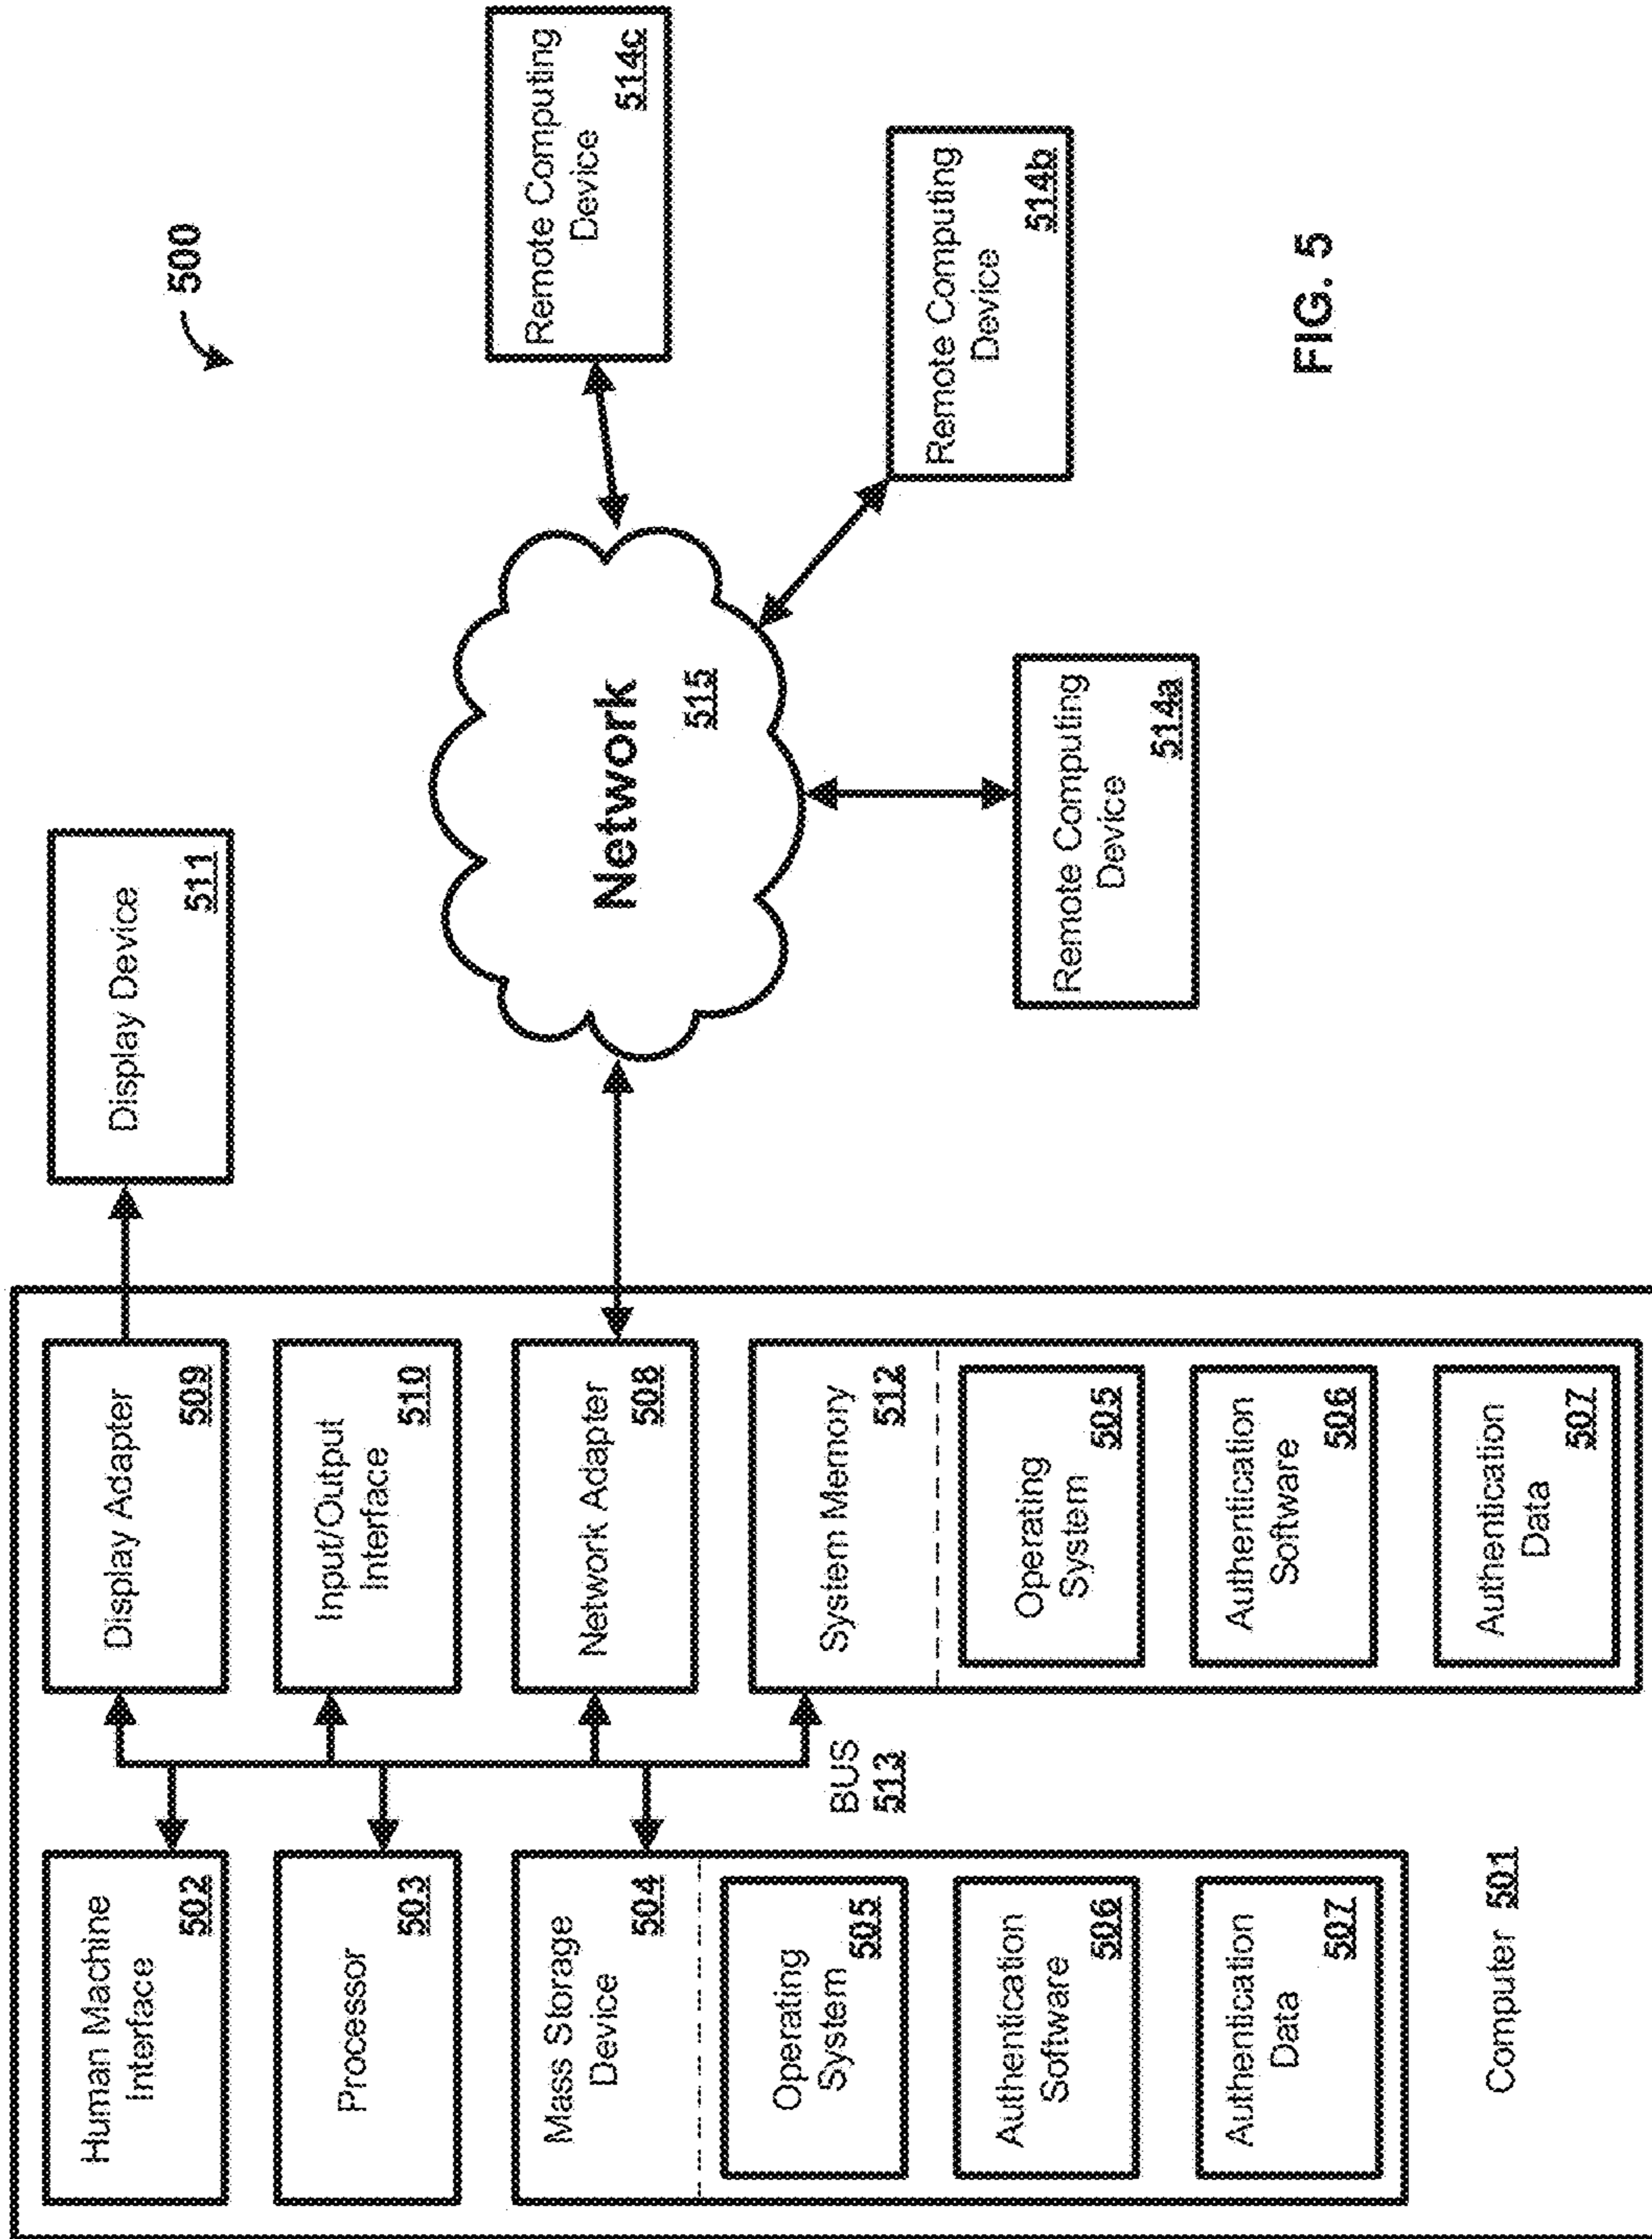 500
Human Machine
Interface
502
Processor
503
Mass Storage
Device
504
Operating
System
505
Authentication
Software
506
Authentication
Data
507
Computer 501
BUS
513
Display Adapter
509
Input/Output
Interface
510
Network Adapter
508
System Memory
512
Operating
System
505
Authentication
Software
506
Authentication
Data
507
Display Device
511
Network
515
Remote Computing
Device
514a
Remote Computing
Device
514b
Remote Computing
Device
514c
FIG. 5